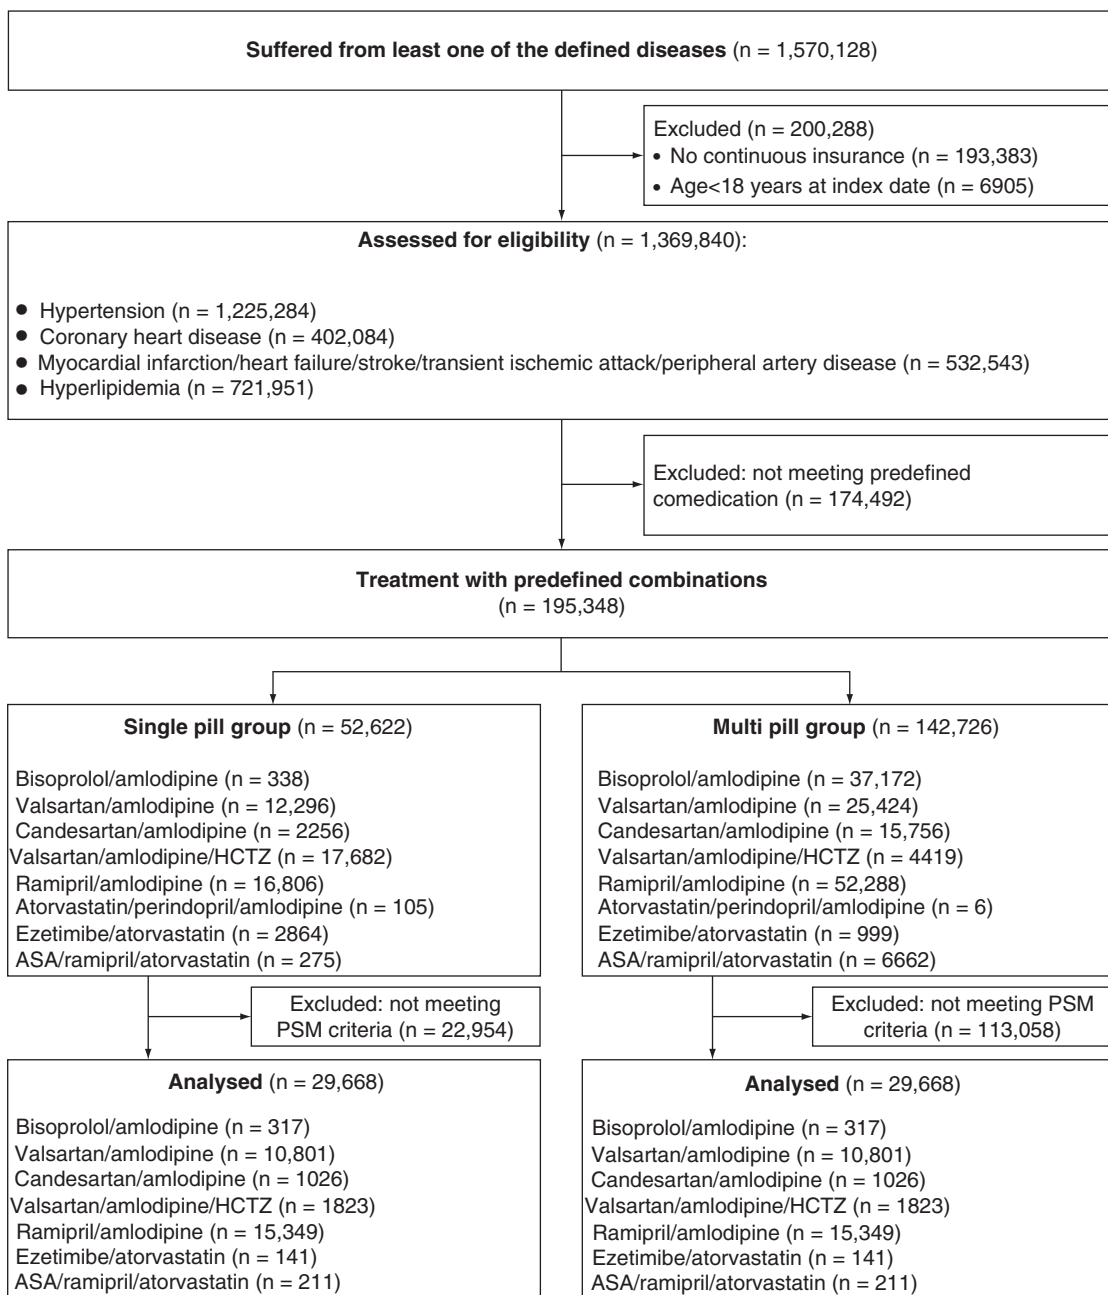 Suffered from least one of the defined diseases (n = 1,570,128)
Excluded (n = 200,288)
• No continuous insurance (n = 193,383)
• Age<18 years at index date (n = 6905)
Assessed for eligibility (n = 1,369,840):
● Hypertension (n = 1,225,284)
● Coronary heart disease (n = 402,084)
● Myocardial infarction/heart failure/stroke/transient ischemic attack/peripheral artery disease (n = 532,543)
● Hyperlipidemia (n = 721,951)
Excluded: not meeting predefined
comedication (n = 174,492)
Treatment with predefined combinations
(n = 195,348)
Single pill group (n = 52,622)
Bisoprolol/amlodipine (n = 338)
Valsartan/amlodipine (n = 12,296)
Candesartan/amlodipine (n = 2256)
Valsartan/amlodipine/HCTZ (n = 17,682)
Ramipril/amlodipine (n = 16,806)
Atorvastatin/perindopril/amlodipine (n = 105)
Ezetimibe/atorvastatin (n = 2864)
ASA/ramipril/atorvastatin (n = 275)
Multi pill group (n = 142,726)
Bisoprolol/amlodipine (n = 37,172)
Valsartan/amlodipine (n = 25,424)
Candesartan/amlodipine (n = 15,756)
Valsartan/amlodipine/HCTZ (n = 4419)
Ramipril/amlodipine (n = 52,288)
Atorvastatin/perindopril/amlodipine (n = 6)
Ezetimibe/atorvastatin (n = 999)
ASA/ramipril/atorvastatin (n = 6662)
Excluded: not meeting
PSM criteria (n = 22,954)
Excluded: not meeting PSM
criteria (n = 113,058)
Analysed (n = 29,668)
Bisoprolol/amlodipine (n = 317)
Valsartan/amlodipine (n = 10,801)
Candesartan/amlodipine (n = 1026)
Valsartan/amlodipine/HCTZ (n = 1823)
Ramipril/amlodipine (n = 15,349)
Ezetimibe/atorvastatin (n = 141)
ASA/ramipril/atorvastatin (n = 211)
Analysed (n = 29,668)
Bisoprolol/amlodipine (n = 317)
Valsartan/amlodipine (n = 10,801)
Candesartan/amlodipine (n = 1026)
Valsartan/amlodipine/HCTZ (n = 1823)
Ramipril/amlodipine (n = 15,349)
Ezetimibe/atorvastatin (n = 141)
ASA/ramipril/atorvastatin (n = 211)